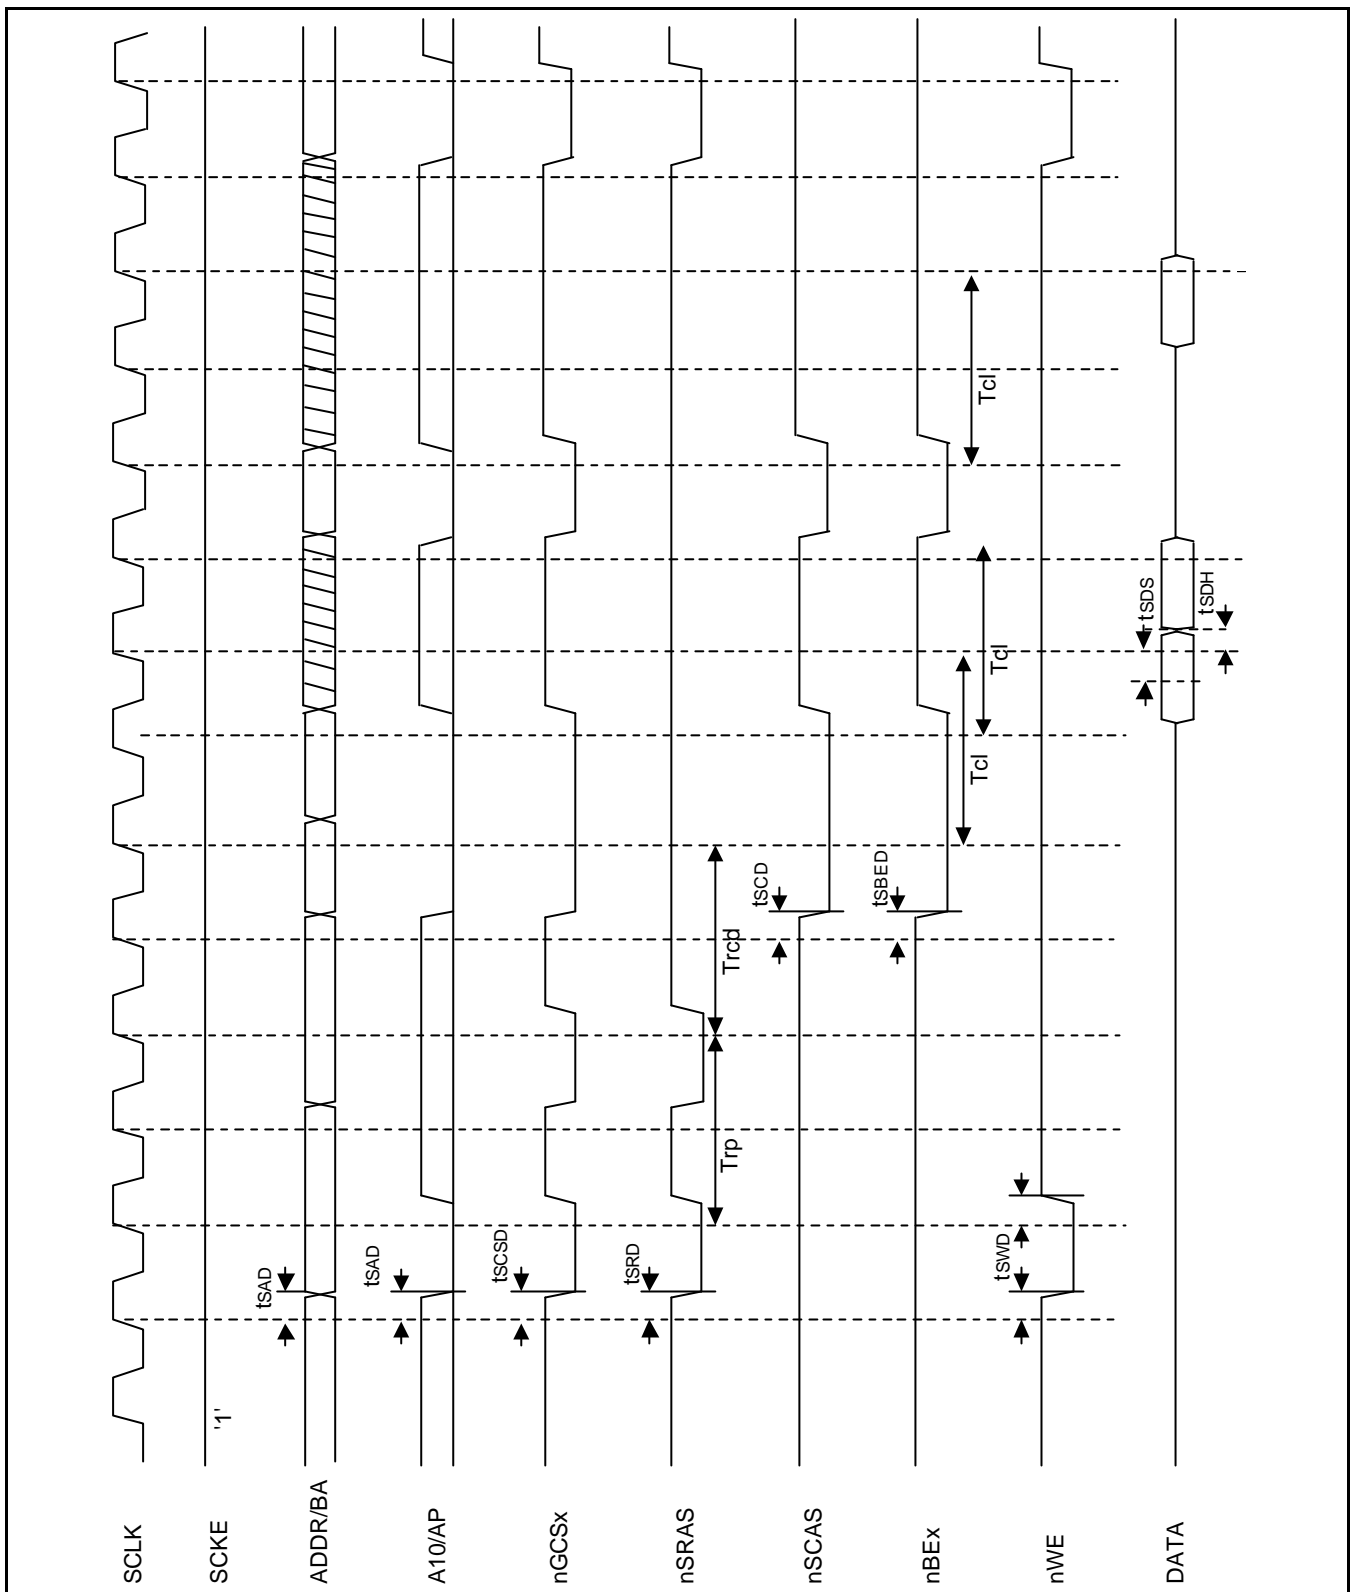 SCLK
SCKE
'1'
ADDR/BA
tSAD
A10/AP
tSAD
nGCSx
tSCSD
nSRAS
tSRD
Trp
Trcd
nSCAS
tSCD
nBEx
tSBED
Tcl
Tcl
Tcl
nWE
tSWD
DATA
tSDS
tSDH